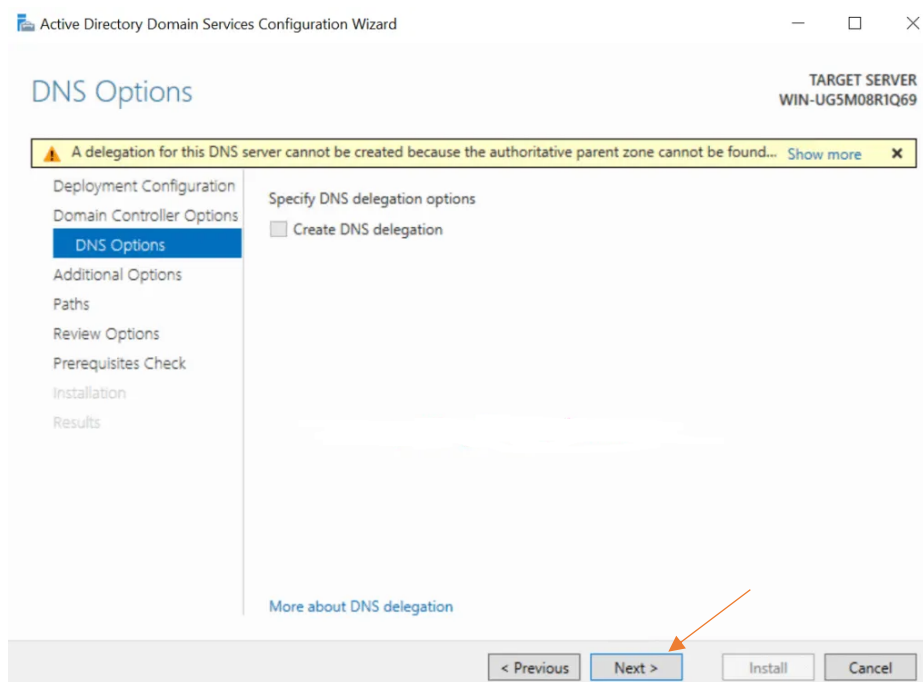 Active Directory Domain Services Configuration Wizard
DNS Options
TARGET SERVER
WIN-UG5M08R1Q69
A delegation for this DNS server cannot be created because the authoritative parent zone cannot be found... Show more
Deployment Configuration
Domain Controller Options
DNS Options
Additional Options
Paths
Review Options
Prerequisites Check
Installation
Results
Specify DNS delegation options
Create DNS delegation
More about DNS delegation
< Previous
Next >
Install
Cancel